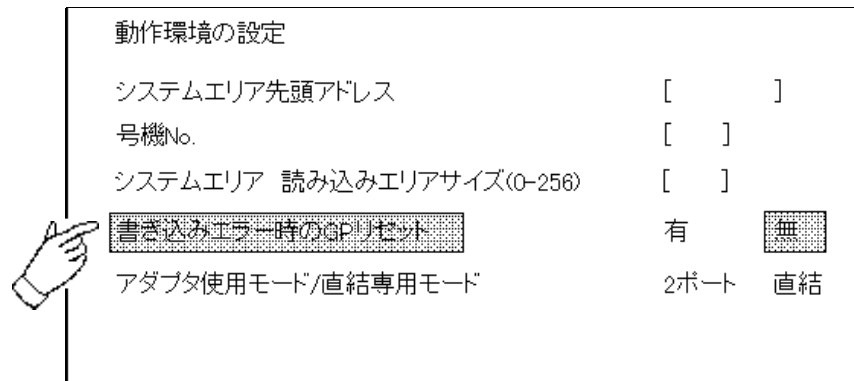 動作環境の設定
システムエリア先頭アドレス [ ]
号機No. [ ]
システムエリア 読み込みエリアサイズ(0-256) [ ]
書き込みエラー時のGPリセット 有 無
アダプタ使用モード/直結専用モード 2ポート 直結